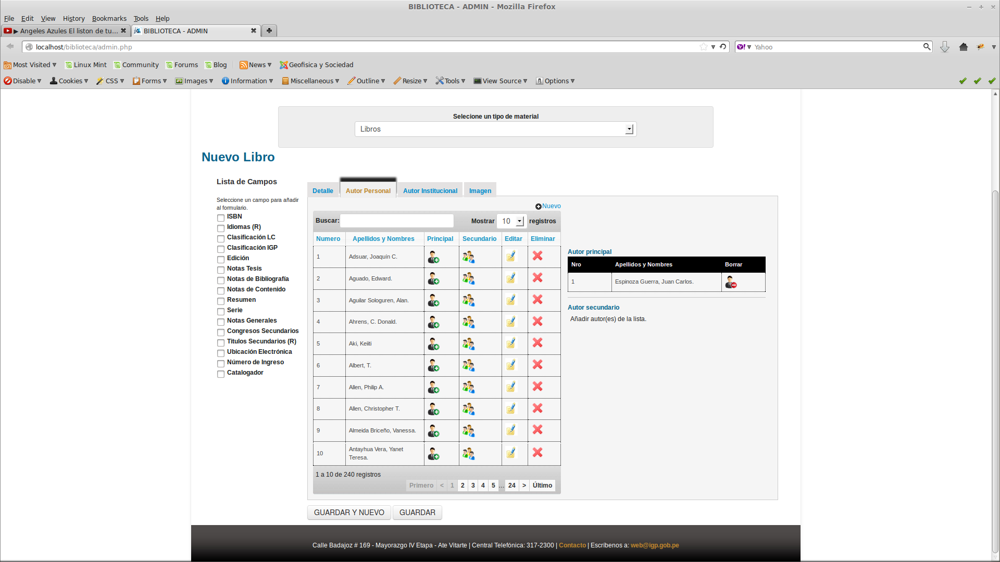 BIBLIOTECA - ADMIN - Mozilla Firefox
File Edit View History Bookmarks Tools Help
▶ Angeles Azules El liston de tu... BIBLIOTECA - ADMIN
localhost/biblioteca/admin.php Yahoo
Most Visited Linux Mint Community Forums Blog News Geofisica y Sociedad
Disable Cookies CSS Forms Images Information Miscellaneous Outline Resize Tools View Source Options
Selecione un tipo de material
Libros
Nuevo Libro
Lista de Campos
Seleccione un campo para añadir
al formulario.
ISBN
Idiomas (R)
Clasificación LC
Clasificación IGP
Edición
Notas Tesis
Notas de Bibliografía
Notas de Contenido
Resumen
Serie
Notas Generales
Congresos Secundarios
Titulos Secundarios (R)
Ubicación Electrónica
Número de Ingreso
Catalogador
Detalle Autor Personal Autor Institucional Imagen
Nuevo
Buscar: Mostrar 10 registros
Numero Apellidos y Nombres Principal Secundario Editar Eliminar
1 Adsuar, Joaquín C.
2 Aguado, Edward.
3 Aguilar Sologuren, Alan.
4 Ahrens, C. Donald.
5 Aki, Keiiti
6 Albert, T.
7 Allen, Philip A.
8 Allen, Christopher T.
9 Almeida Briceño, Vanessa.
10 Antayhua Vera, Yanet
Teresa.
1 a 10 de 240 registros
Primero < 1 2 3 4 5 ... 24 > Último
Autor principal
Nro Apellidos y Nombres Borrar
1 Espinoza Guerra, Juan Carlos.
Autor secundario
Añadir autor(es) de la lista.
GUARDAR Y NUEVO GUARDAR
Calle Badajoz # 169 - Mayorazgo IV Etapa - Ate Vitarte | Central Telefónica: 317-2300 | Contacto | Escríbenos a: web@igp.gob.pe